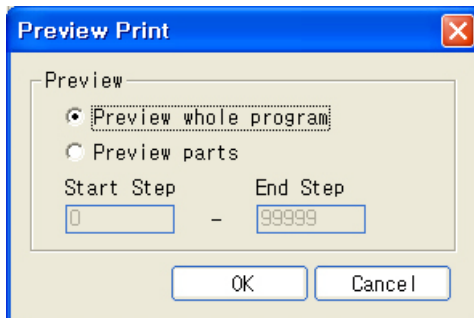 Preview Print
Preview
Preview whole program
Preview parts
Start Step End Step
0 - 99999
OK Cancel